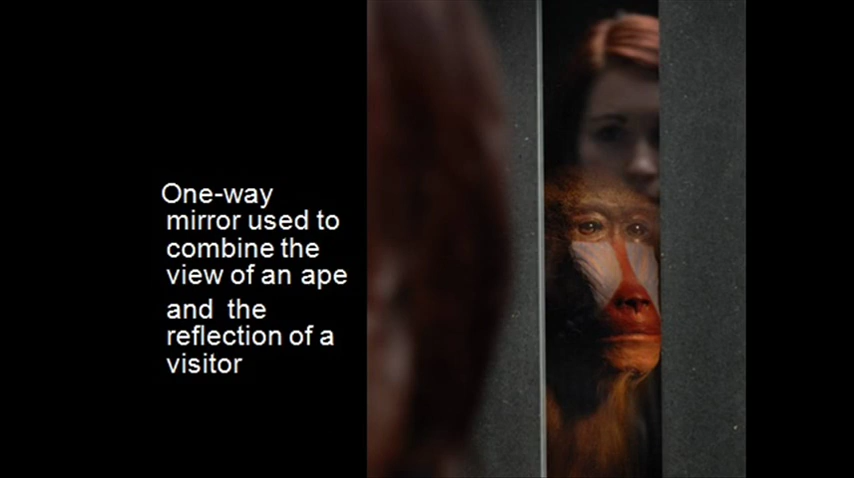 One-way
mirror used to
combine the
view of an ape
and the
reflection of a
visitor